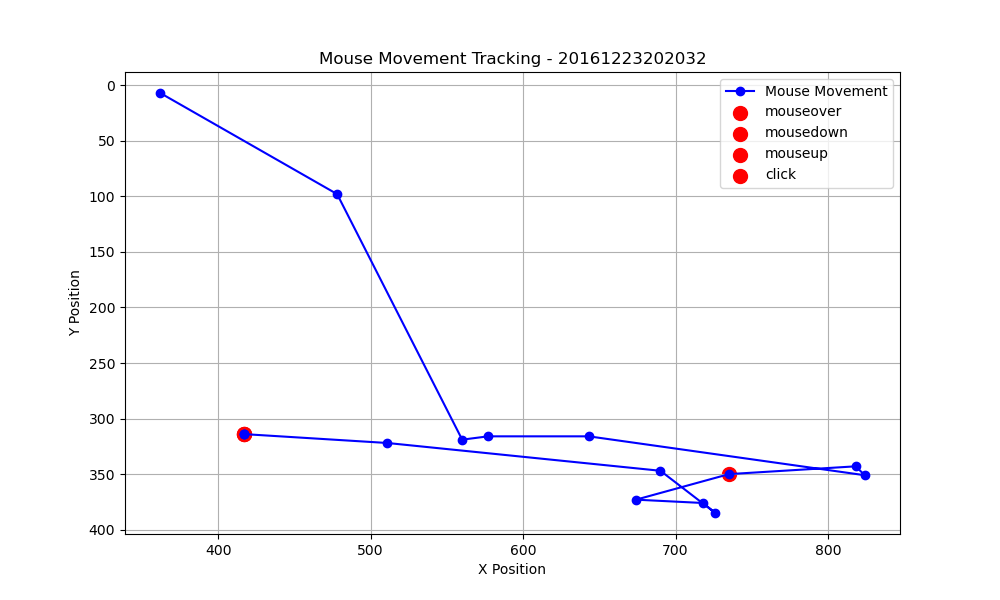 Mouse Movement Tracking - 20161223202032
Mouse Movement
mouseover
mousedown
mouseup
click
0
50
100
150
200
250
300
350
400
Y Position
400
500
600
700
800
X Position